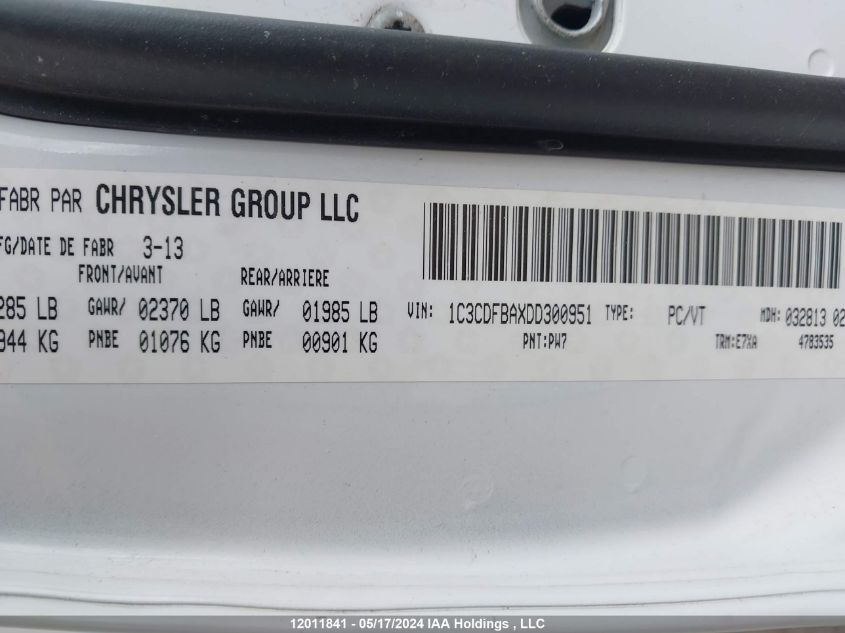 FABR PAR CHRYSLER GROUP LLC
FG/DATE DE FABR 3-13
FRONT/AVANT REAR/ARRIERE
285 LB GAWR/ 02370 LB GAWR/ 01985 LB
944 KG PNBE 01076 KG PNBE 00901 KG
VIN: 1C3CDFBAXDD300951 TYPE: PC/VT MDH: 032813 02
PNT:PW7 TRM:E7XA 4783535
12011841 - 05/17/2024 IAA Holdings , LLC